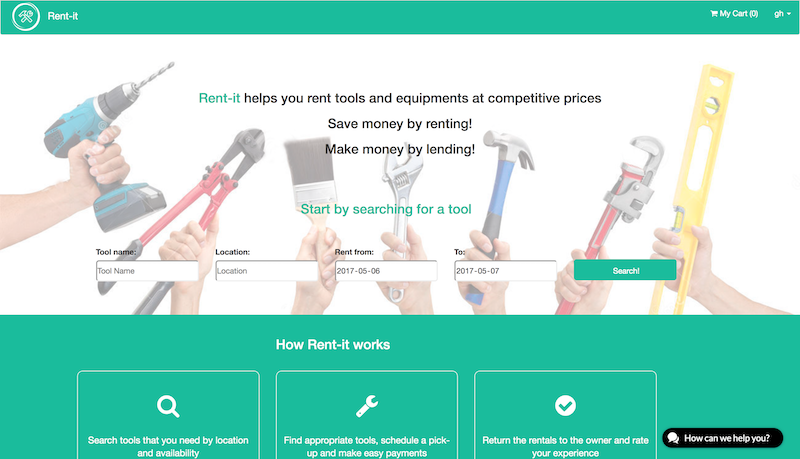 Rent-it
My Cart (0)
gh
Rent-it helps you rent tools and equipments at competitive prices
Save money by renting!
Make money by lending!
Start by searching for a tool
Tool name:
Location:
Rent from:
To:
Tool Name
Location
2017-05-06
2017-05-07
Search!
How Rent-it works
Search tools that you need by location
and availability
Find appropriate tools, schedule a pick-
up and make easy payments
Return the rentals to the owner and rate
your experience
How can we help you?